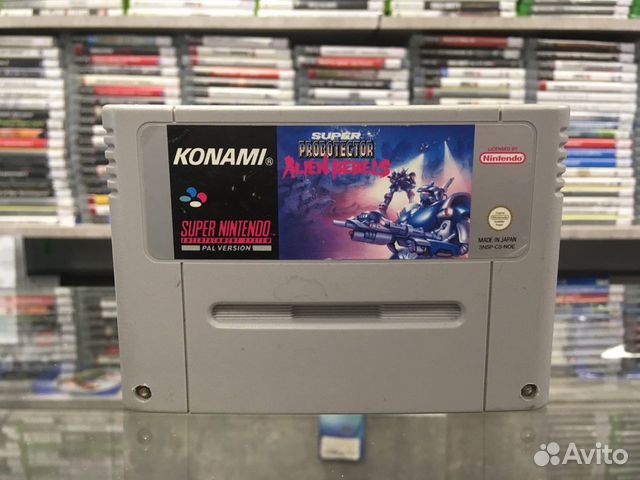 KONAMI®
SUPER NINTENDO
ENTERTAINMENT SYSTEM
PAL VERSION
SUPER
PROBOTECTOR
ALIEN REBELS
LICENSED BY
Nintendo
MADE IN JAPAN
SNSP-CS-NOE
Avito